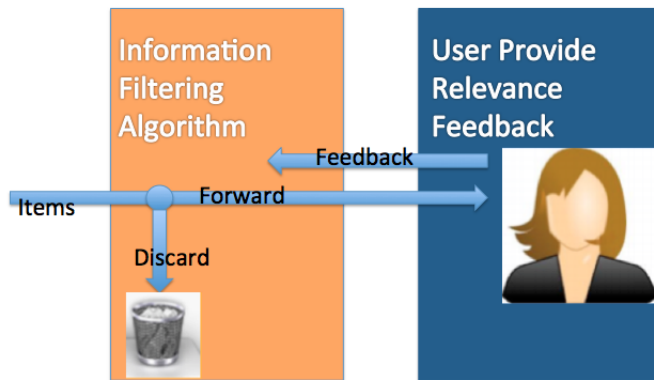 Information
Filtering
Algorithm
User Provide
Relevance
Feedback
Feedback
Forward
Items
Discard